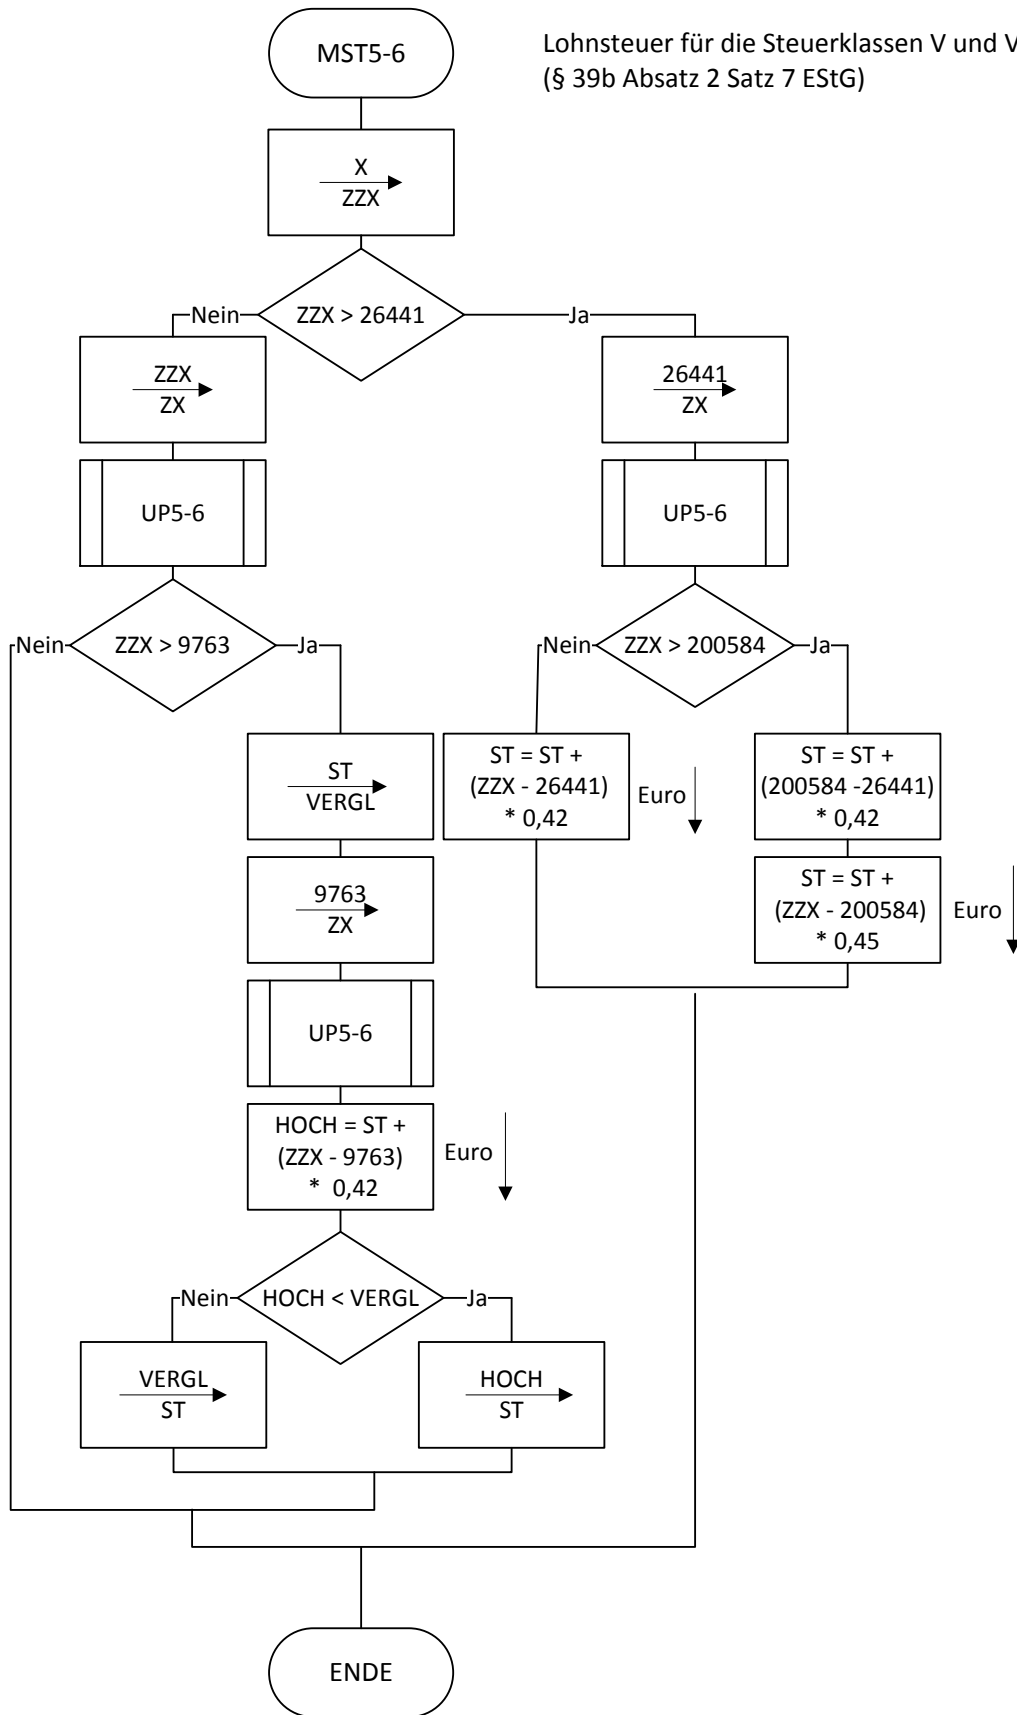 MST5-6
Lohnsteuer für die Steuerklassen V und V
(§ 39b Absatz 2 Satz 7 EStG)
X
ZZX
ZZX > 26441
Nein
Ja
ZZX
ZX
26441
ZX
UP5-6
UP5-6
Nein
ZZX > 9763
Ja
Nein
ZZX > 200584
Ja
ST
VERGL
ST = ST +
(ZZX - 26441)
* 0,42
Euro
ST = ST +
(200584 -26441)
* 0,42
9763
ZX
ST = ST +
(ZZX - 200584)
* 0,45
Euro
UP5-6
HOCH = ST +
(ZZX - 9763)
* 0,42
Euro
Nein
HOCH < VERGL
Ja
VERGL
ST
HOCH
ST
ENDE